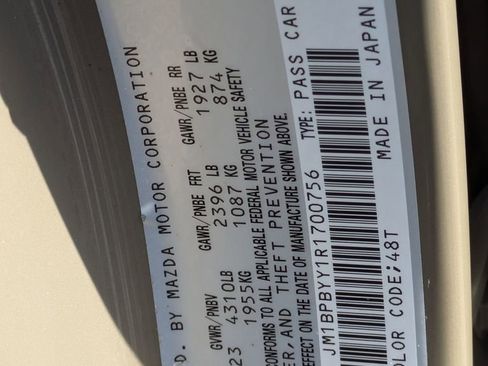 D. BY MAZDA MOTOR CORPORATION
GVWR/PNBV GAWR/PNBE FRT GAWR/PNBE RR
23 4310LB 2396 LB 1927 LB
1955KG 1087 KG 874 KG
CONFORMS TO ALL APPLICABLE FEDERAL MOTOR VEHICLE SAFETY
ER, AND THEFT PREVENTION
EFFECT ON THE DATE OF MANUFACTURE SHOWN ABOVE.
JM1BPBYY1R1700756 TYPE: PASS CAR
OLOR CODE;48T MADE IN JAPAN